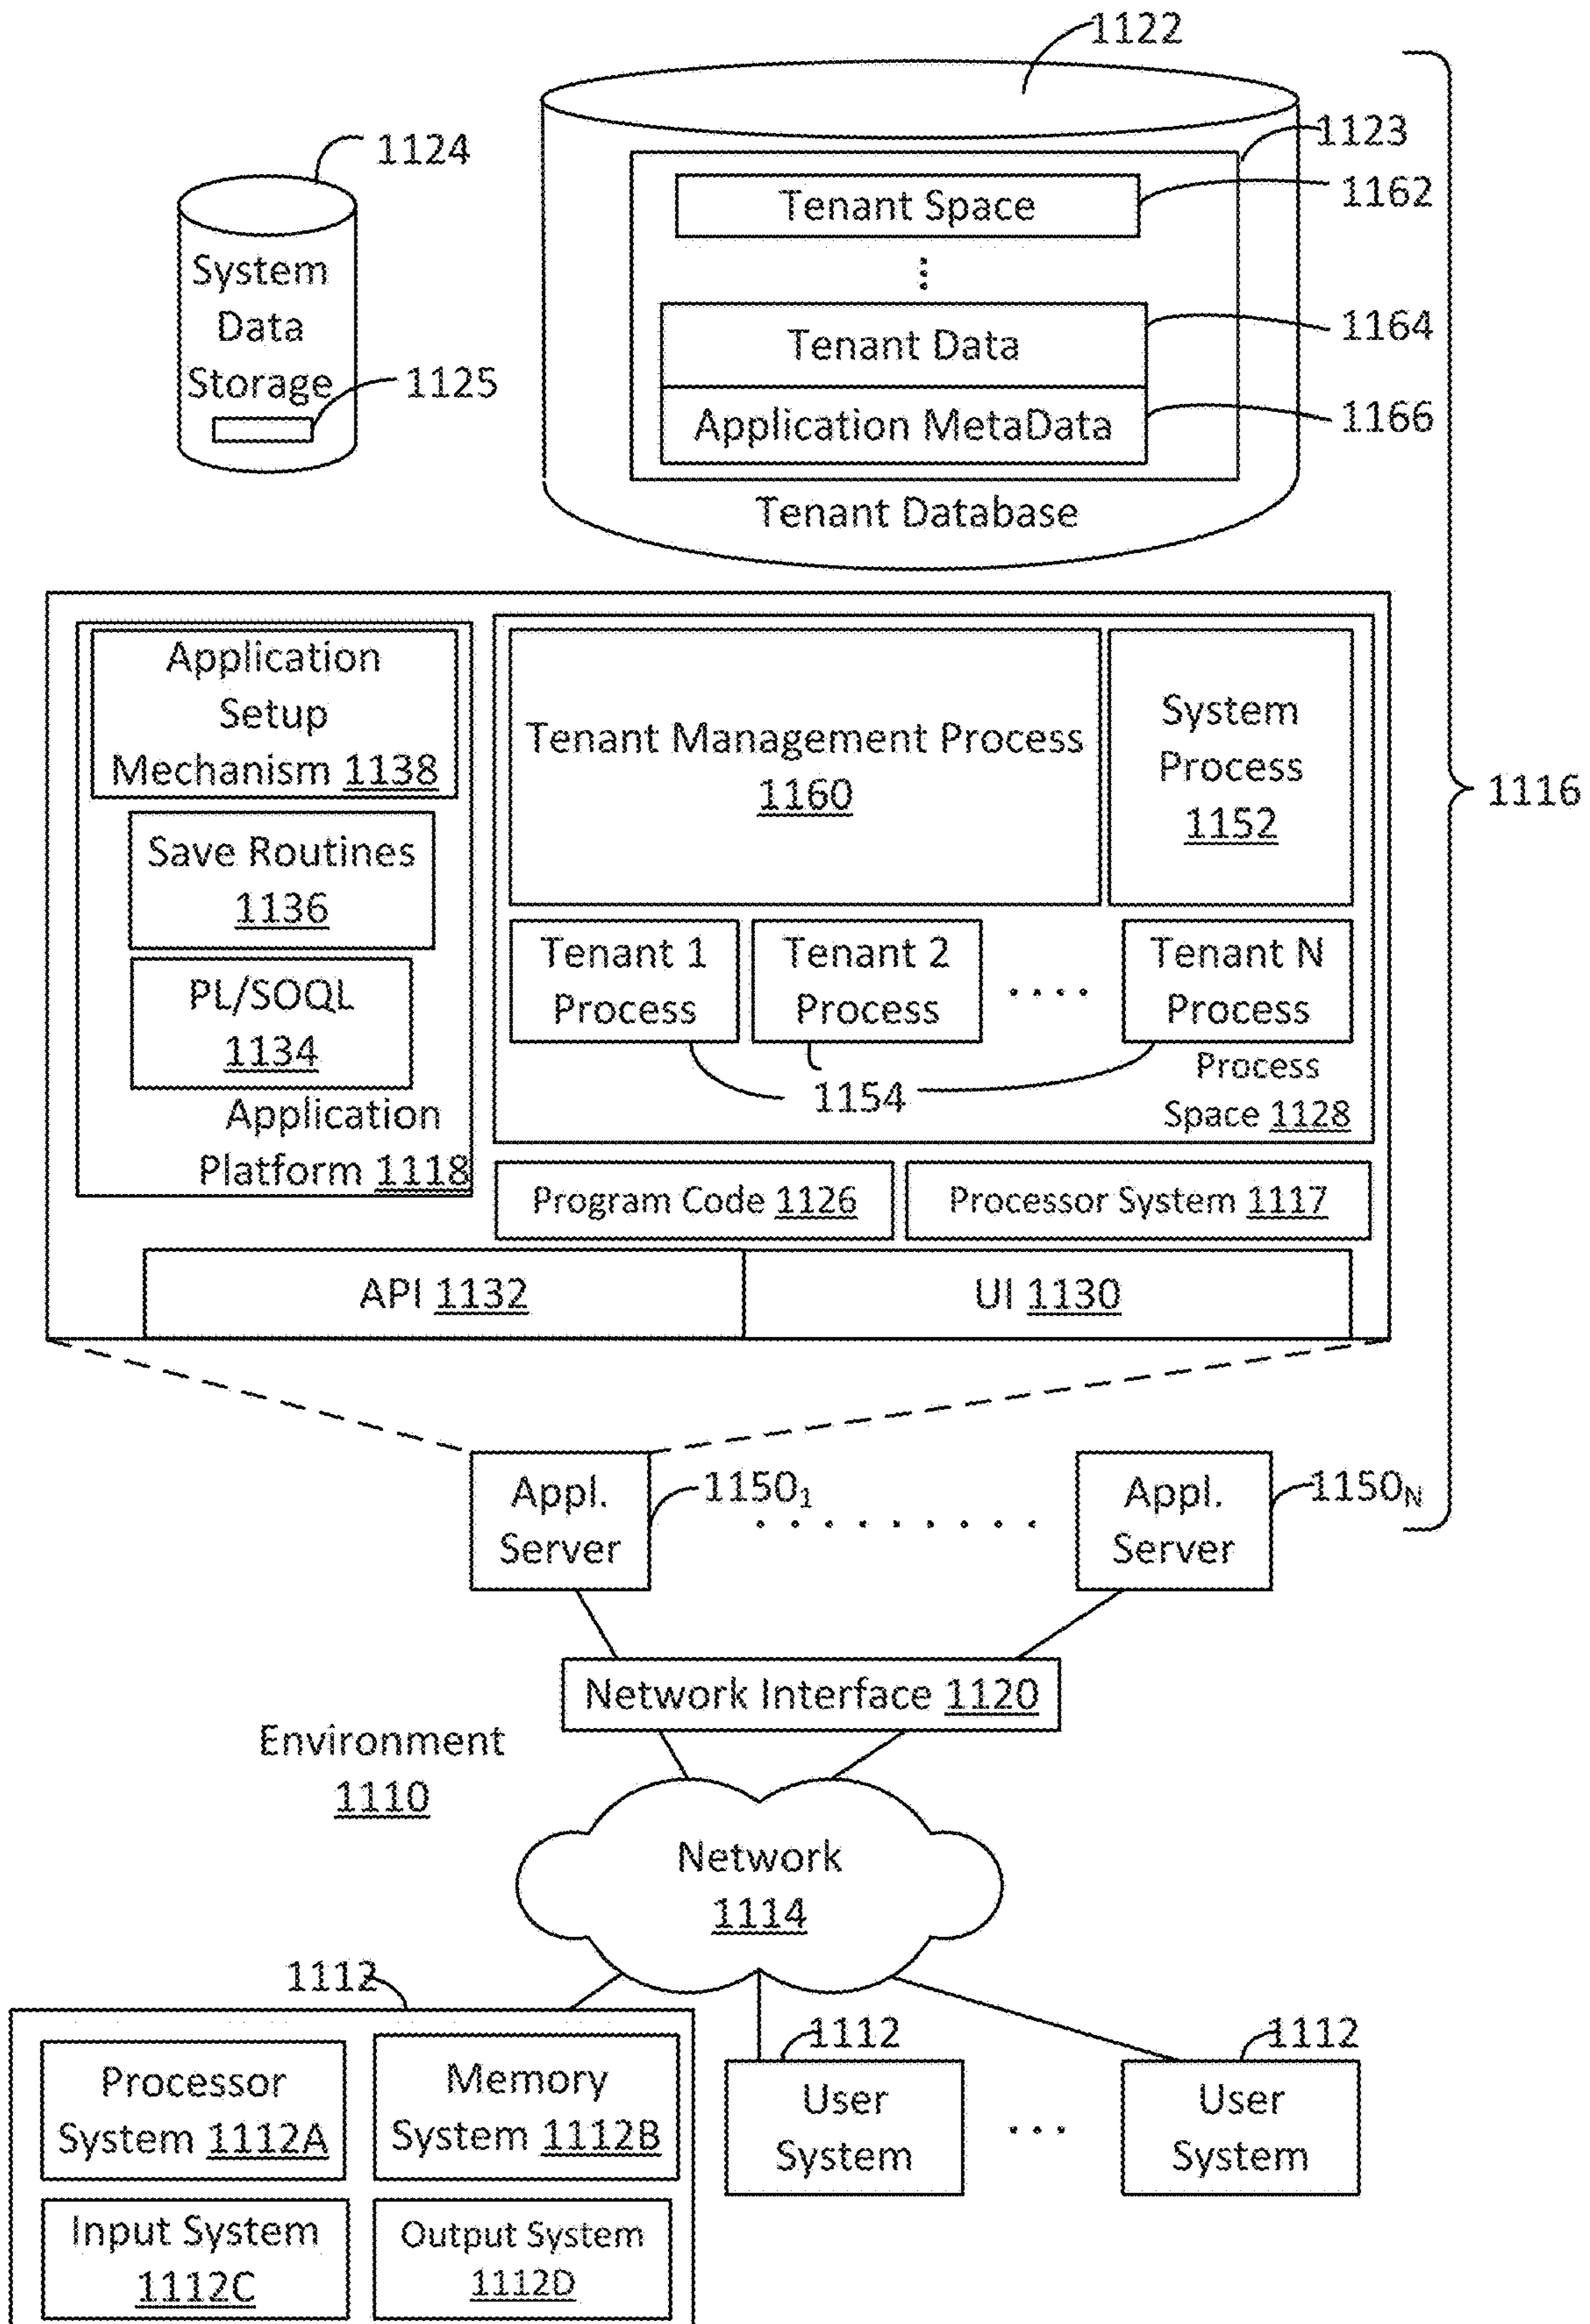 1122
1123
1124
Tenant Space
1162
System
Data
Storage
1125
Tenant Data
1164
Application MetaData
1166
Tenant Database
Application
Setup
Mechanism 1138
Tenant Management Process
1160
System
Process
1152
1116
Save Routines
1136
PL/SOQL
1134
Tenant 1
Process
Tenant 2
Process
....
Tenant N
Process
1154
Process
Space 1128
Application
Platform 1118
Program Code 1126
Processor System 1117
API 1132
UI 1130
Appl.
Server
1150₁
Appl.
Server
1150N
Network Interface 1120
Environment
1110
Network
1114
1112
Processor
System 1112A
Memory
System 1112B
Input System
1112C
Output System
1112D
1112
User
System
...
1112
User
System